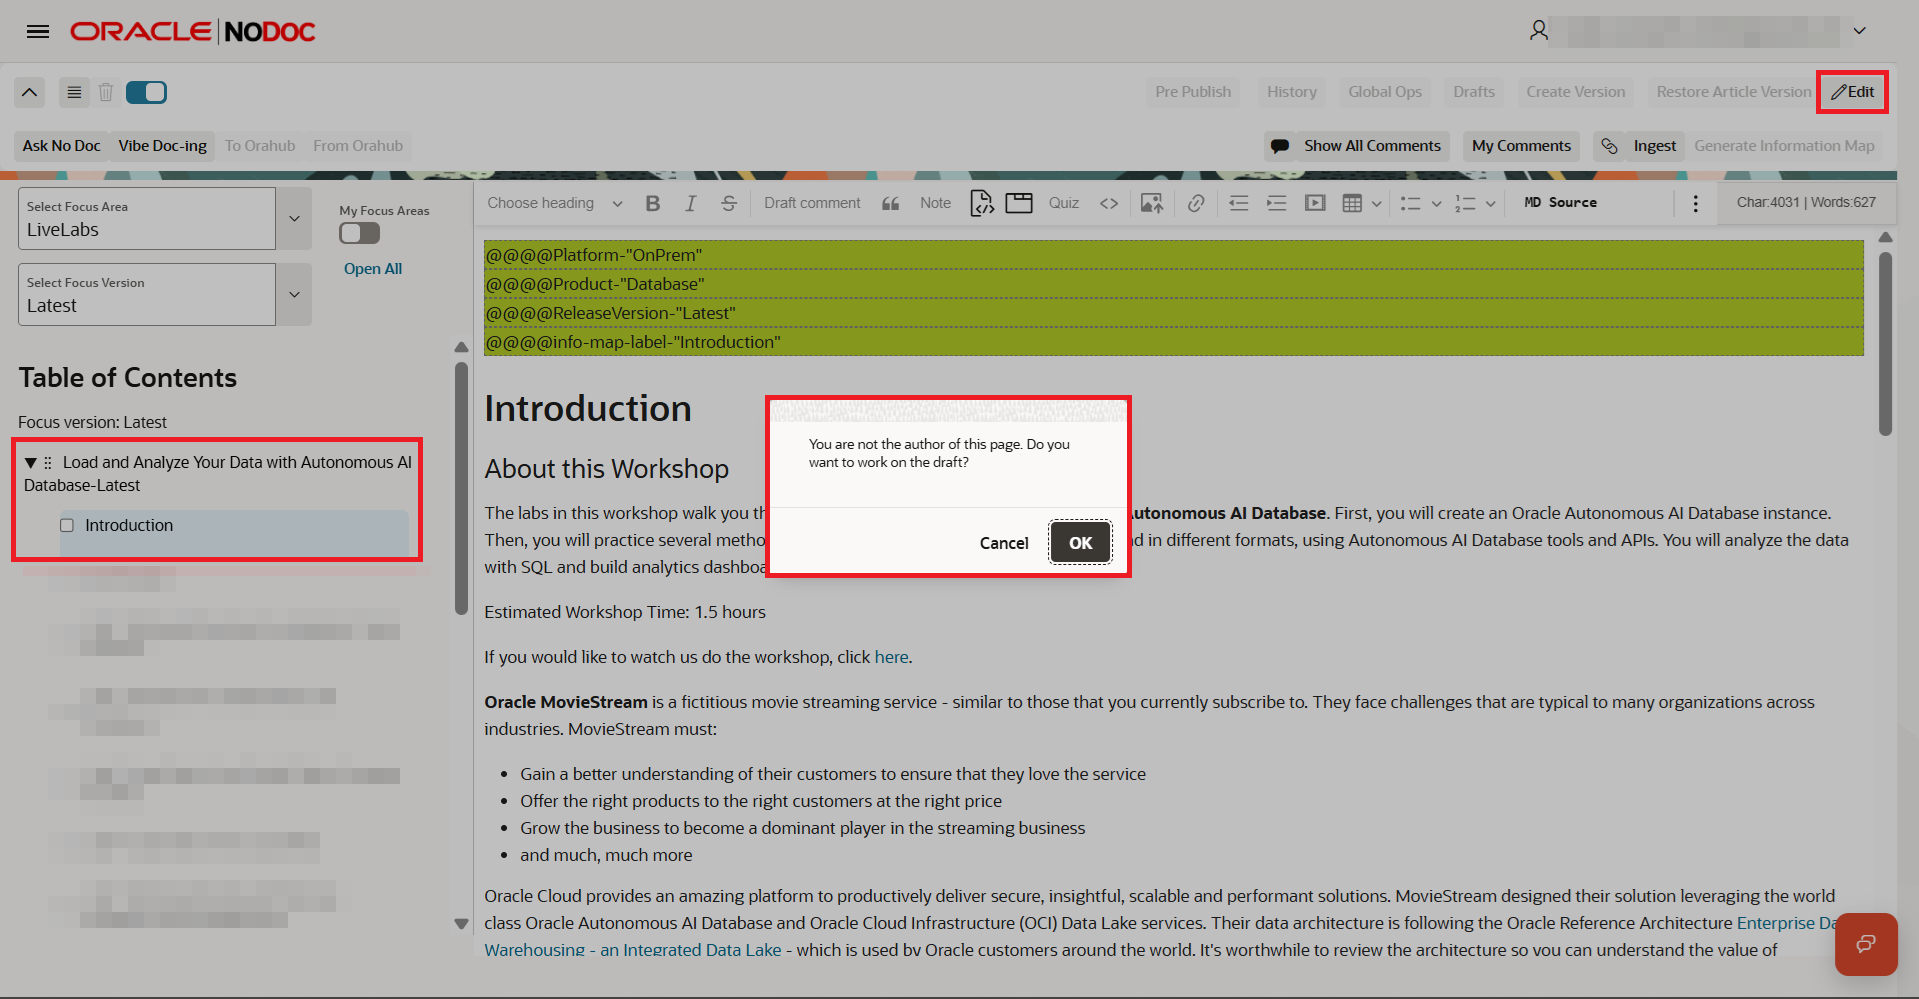 ORACLE | NODOC
Pre Publish
History
Global Ops
Drafts
Create Version
Restore Article Version
Edit
Ask No Doc
Vibe Doc-ing
To Orahub
From Orahub
Show All Comments
My Comments
Ingest
Generate Information Map
Select Focus Area
LiveLabs
My Focus Areas
Select Focus Version
Latest
Open All
Table of Contents
Focus version: Latest
Load and Analyze Your Data with Autonomous AI
Database-Latest
Introduction
Choose heading
B
I
S
Draft comment
Note
Quiz
MD Source
Char:4031 | Words:627
@@@@Platform-"OnPrem"
@@@@Product-"Database"
@@@@ReleaseVersion-"Latest"
@@@@info-map-label-"Introduction"
Introduction
About this Workshop
The labs in this workshop walk you
utonomous AI Database. First, you will create an Oracle Autonomous AI Database instance.
Then, you will practice several
in different formats, using Autonomous AI Database tools and APIs. You will analyze the data
with SQL and build analytics
Estimated Workshop Time: 1.5 hours
If you would like to watch us do the workshop, click here.
Oracle MovieStream is a fictitious movie streaming service - similar to those that you currently subscribe to. They face challenges that are typical to many organizations across
industries. MovieStream must:
• Gain a better understanding of their customers to ensure that they love the service
• Offer the right products to the right customers at the right price
• Grow the business to become a dominant player in the streaming business
• and much, much more
Oracle Cloud provides an amazing platform to productively deliver secure, insightful, scalable and performant solutions. MovieStream designed their solution leveraging the world
class Oracle Autonomous AI Database and Oracle Cloud Infrastructure (OCI) Data Lake services. Their data architecture is following the Oracle Reference Architecture Enterprise Da
Warehousing - an Integrated Data Lake - which is used by Oracle customers around the world. It's worthwhile to review the architecture so you can understand the value of
You are not the author of this page. Do you
want to work on the draft?
Cancel
OK